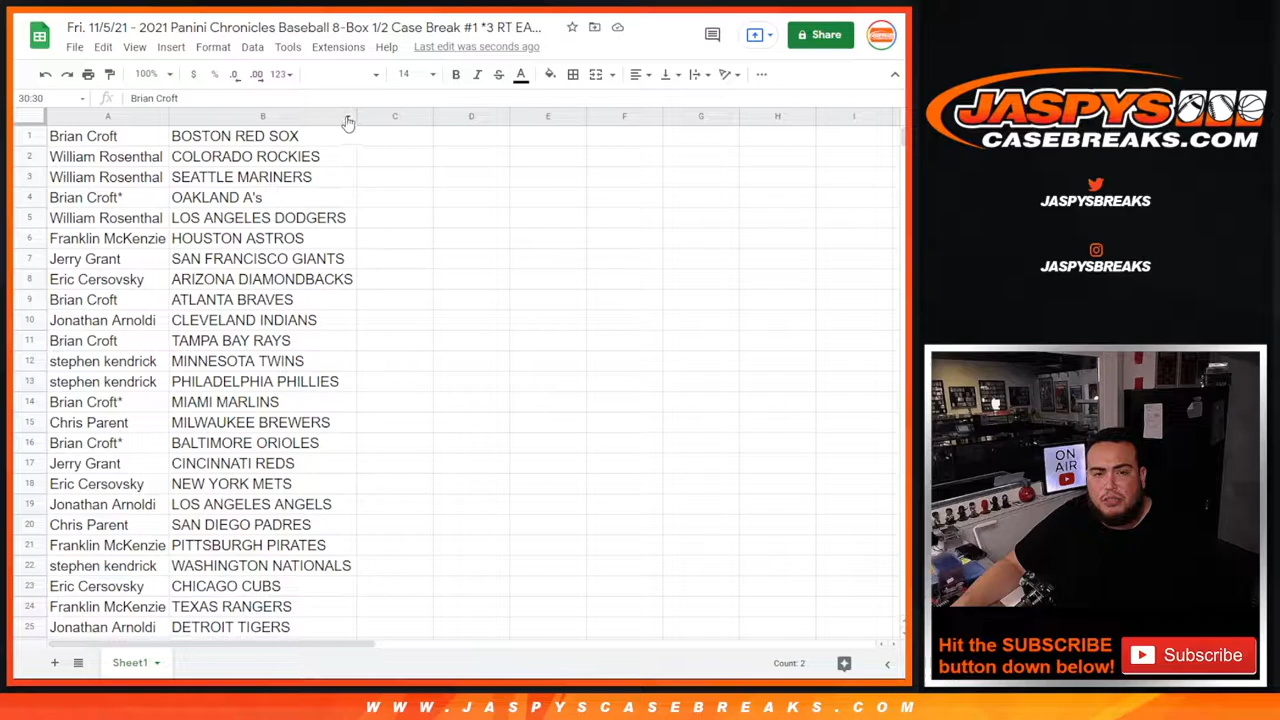 Fri. 11/5/21 - 2021 Panini Chronicles Baseball 8-Box 1/2 Case Break #1 *3 RT EA...
File Edit View Insert Format Data Tools Extensions Help Last edit was seconds ago
Share
100% $ % .0 .00 123 14 B I S A
30:30 fx Brian Croft
A B C D E F G H I
1 Brian Croft BOSTON RED SOX
2 William Rosenthal COLORADO ROCKIES
3 William Rosenthal SEATTLE MARINERS
4 Brian Croft* OAKLAND A's
5 William Rosenthal LOS ANGELES DODGERS
6 Franklin McKenzie HOUSTON ASTROS
7 Jerry Grant SAN FRANCISCO GIANTS
8 Eric Cersovsky ARIZONA DIAMONDBACKS
9 Brian Croft ATLANTA BRAVES
10 Jonathan Arnoldi CLEVELAND INDIANS
11 Brian Croft TAMPA BAY RAYS
12 stephen kendrick MINNESOTA TWINS
13 stephen kendrick PHILADELPHIA PHILLIES
14 Brian Croft* MIAMI MARLINS
15 Chris Parent MILWAUKEE BREWERS
16 Brian Croft* BALTIMORE ORIOLES
17 Jerry Grant CINCINNATI REDS
18 Eric Cersovsky NEW YORK METS
19 Jonathan Arnoldi LOS ANGELES ANGELS
20 Chris Parent SAN DIEGO PADRES
21 Franklin McKenzie PITTSBURGH PIRATES
22 stephen kendrick WASHINGTON NATIONALS
23 Eric Cersovsky CHICAGO CUBS
24 Franklin McKenzie TEXAS RANGERS
25 Jonathan Arnoldi DETROIT TIGERS
Sheet1
Count: 2
JASPYS
CASEBREAKS.COM
JASPYSBREAKS
JASPYSBREAKS
ON
AIR
Hit the SUBSCRIBE
button down below!
Subscribe
WWW.JASPYSCASEBREAKS.COM